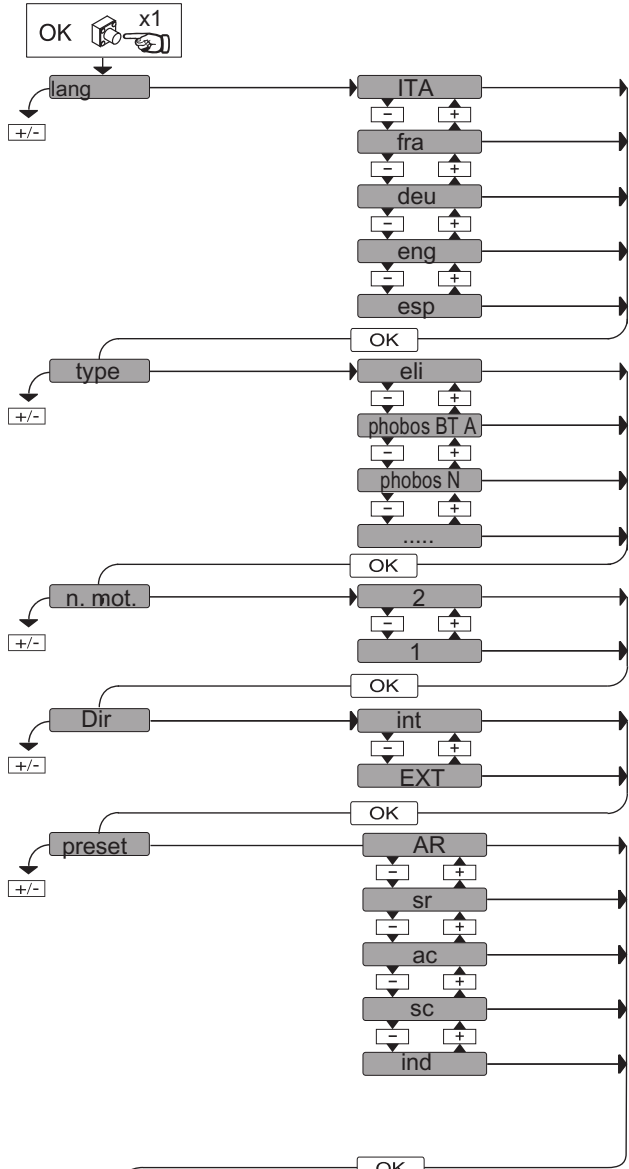 OK x1
lang ITA
- +
+/-
fra
- +
deu
- +
eng
- +
esp
OK
type eli
- +
+/-
phobos BT A
- +
phobos N
- +
.....
OK
n. mot. 2
- +
+/-
1
OK
Dir int
- +
+/-
EXT
OK
preset AR
- +
+/-
sr
- +
ac
- +
sc
- +
ind
OK